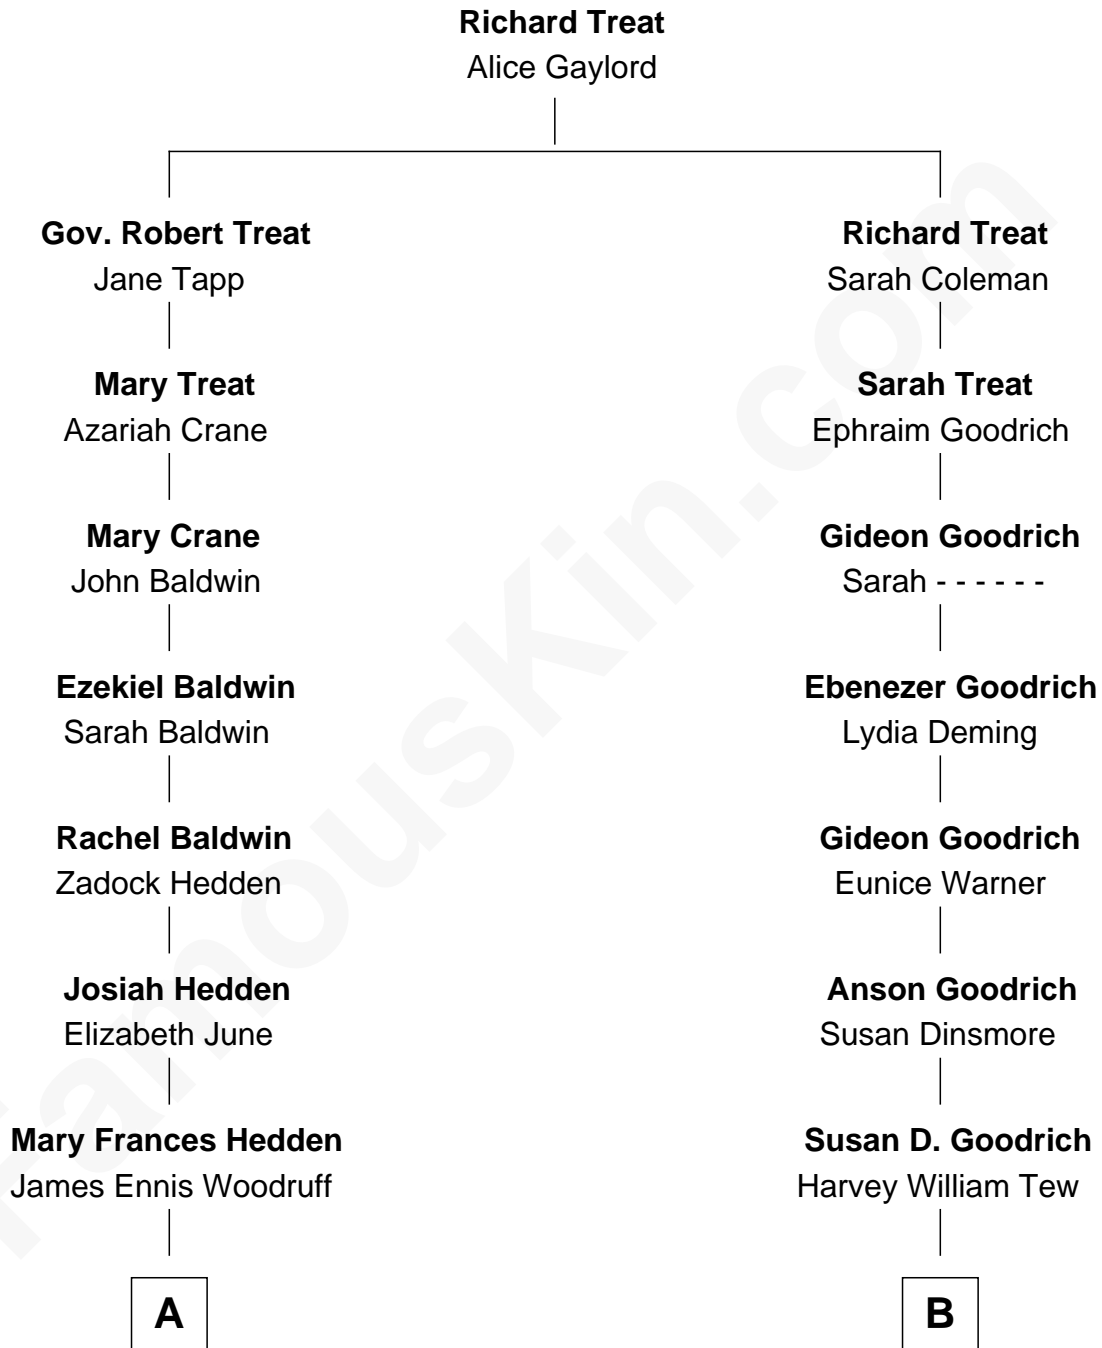 Richard Treat
Alice Gaylord
Gov. Robert Treat
Jane Tapp
Richard Treat
Sarah Coleman
Mary Treat
Azariah Crane
Sarah Treat
Ephraim Goodrich
Mary Crane
John Baldwin
Gideon Goodrich
Sarah - - - - - -
Ezekiel Baldwin
Sarah Baldwin
Ebenezer Goodrich
Lydia Deming
Rachel Baldwin
Zadock Hedden
Gideon Goodrich
Eunice Warner
Josiah Hedden
Elizabeth June
Anson Goodrich
Susan Dinsmore
Mary Frances Hedden
James Ennis Woodruff
Susan D. Goodrich
Harvey William Tew
A
B
FamousKin.com